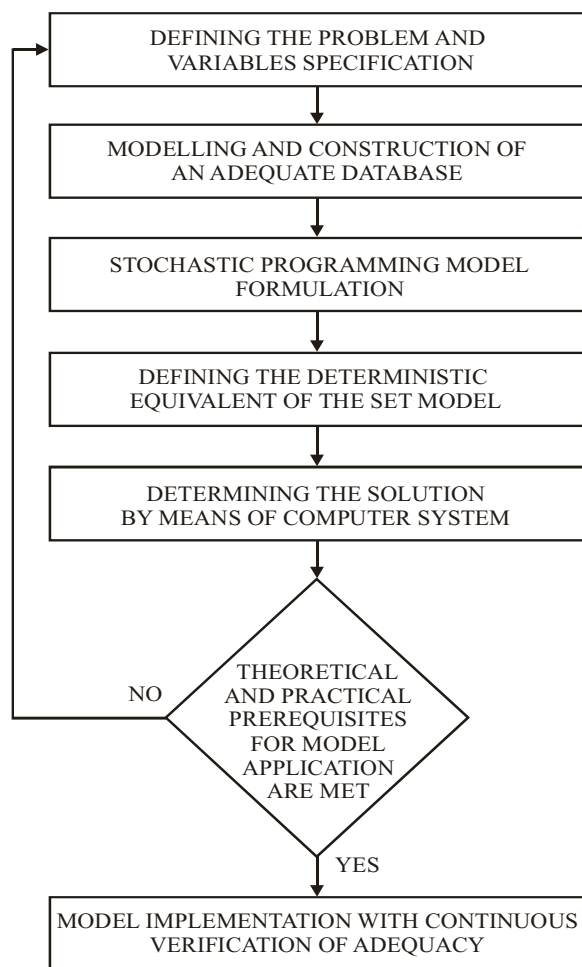 DEFINING THE PROBLEM AND
VARIABLES SPECIFICATION
MODELLING AND CONSTRUCTION OF
AN ADEQUATE DATABASE
STOCHASTIC PROGRAMMING MODEL
FORMULATION
DEFINING THE DETERMINISTIC
EQUIVALENT OF THE SET MODEL
DETERMINING THE SOLUTION
BY MEANS OF COMPUTER SYSTEM
THEORETICAL
AND PRACTICAL
PREREQUISITES
FOR MODEL
APPLICATION
ARE MET
NO
YES
MODEL IMPLEMENTATION WITH CONTINUOUS
VERIFICATION OF ADEQUACY